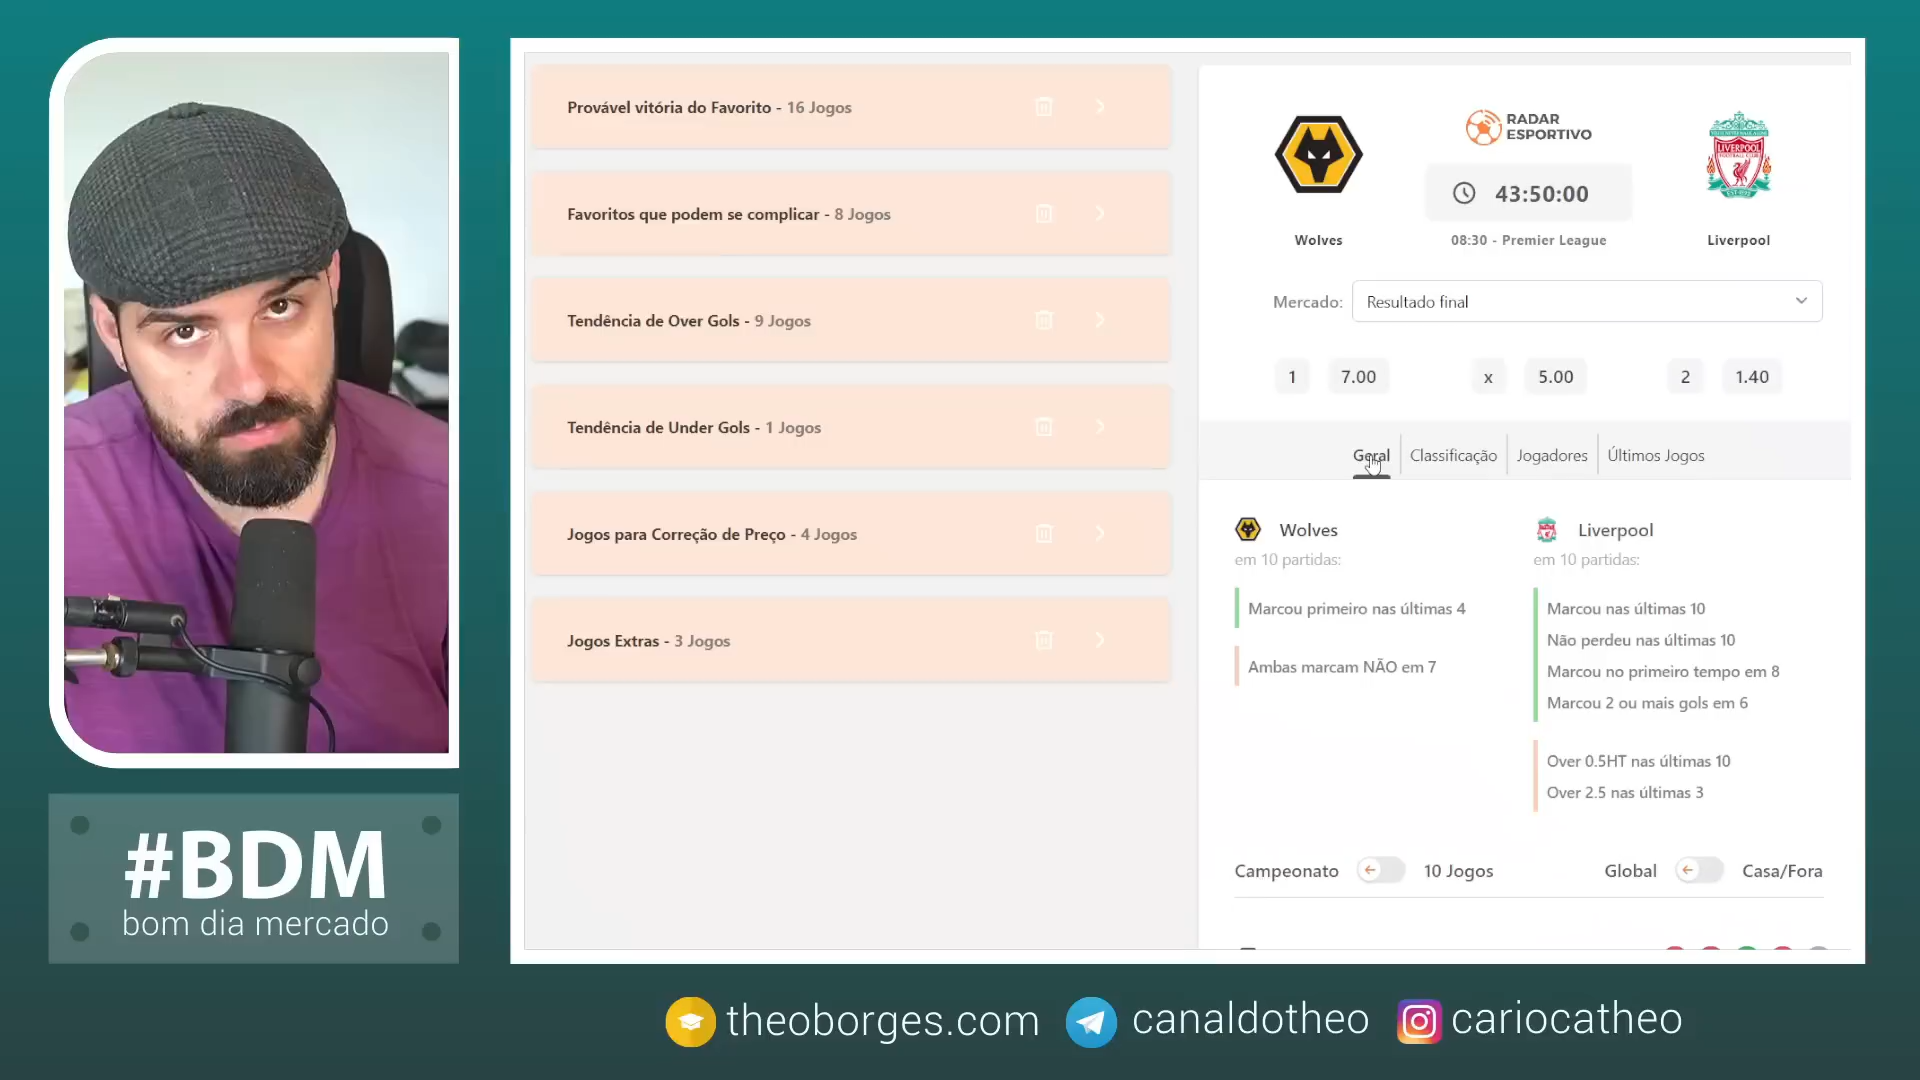 Provável vitória do Favorito - 16 Jogos
Favoritos que podem se complicar - 8 Jogos
Tendência de Over Gols - 9 Jogos
Tendência de Under Gols - 1 Jogos
Jogos para Correção de Preço - 4 Jogos
Jogos Extras - 3 Jogos
RADAR
ESPORTIVO
LIVERPOOL
43:50:00
Wolves
08:30 - Premier League
Liverpool
Mercado:
Resultado final
1 7.00 x 5.00 2 1.40
Geral Classificação Jogadores Últimos Jogos
Wolves
em 10 partidas:
Marcou primeiro nas últimas 4
Ambas marcam NÃO em 7
Liverpool
em 10 partidas:
Marcou nas últimas 10
Não perdeu nas últimas 10
Marcou no primeiro tempo em 8
Marcou 2 ou mais gols em 6
Over 0.5HT nas últimas 10
Over 2.5 nas últimas 3
Campeonato 10 Jogos Global Casa/Fora
#BDM
bom dia mercado
theoborges.com canaldotheo cariocatheo